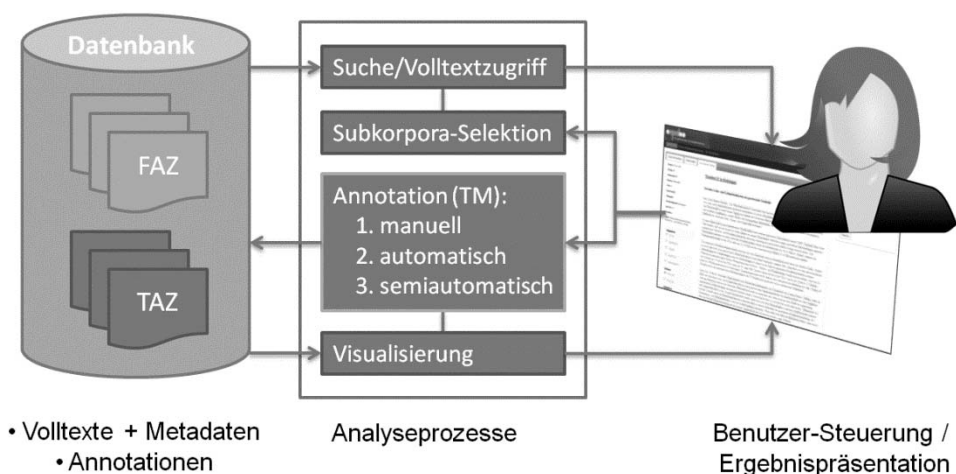 Datenbank
FAZ
TAZ
Suche/Volltextzugriff
Subkorpora-Selektion
Annotation (TM):
1. manuell
2. automatisch
3. semiautomatisch
Visualisierung
• Volltexte + Metadaten
• Annotationen
Analyseprozesse
Benutzer-Steuerung /
Ergebnispräsentation